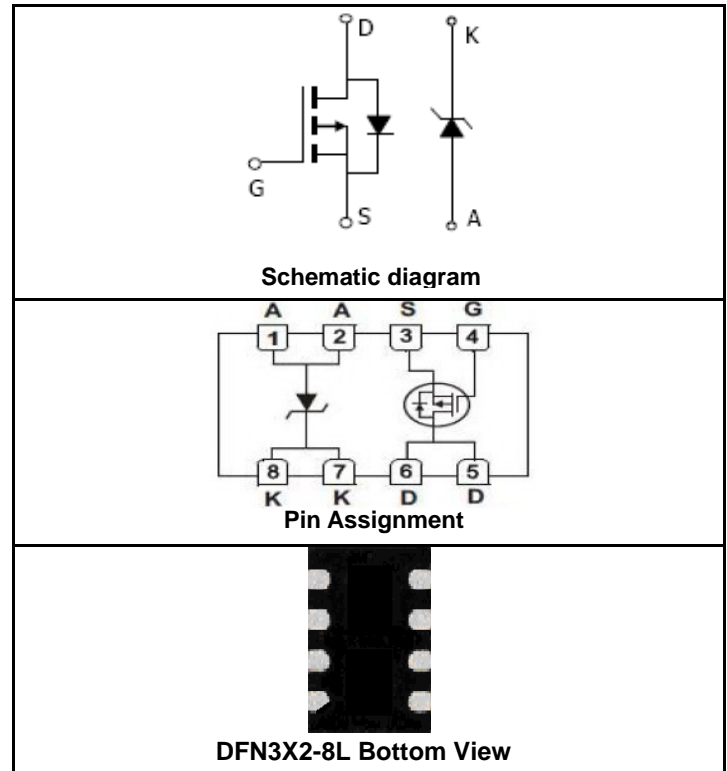 D K
G
S A
Schematic diagram
A A S G
1 2 3 4
8 7 6 5
K K D D
Pin Assignment
DFN3X2-8L Bottom View